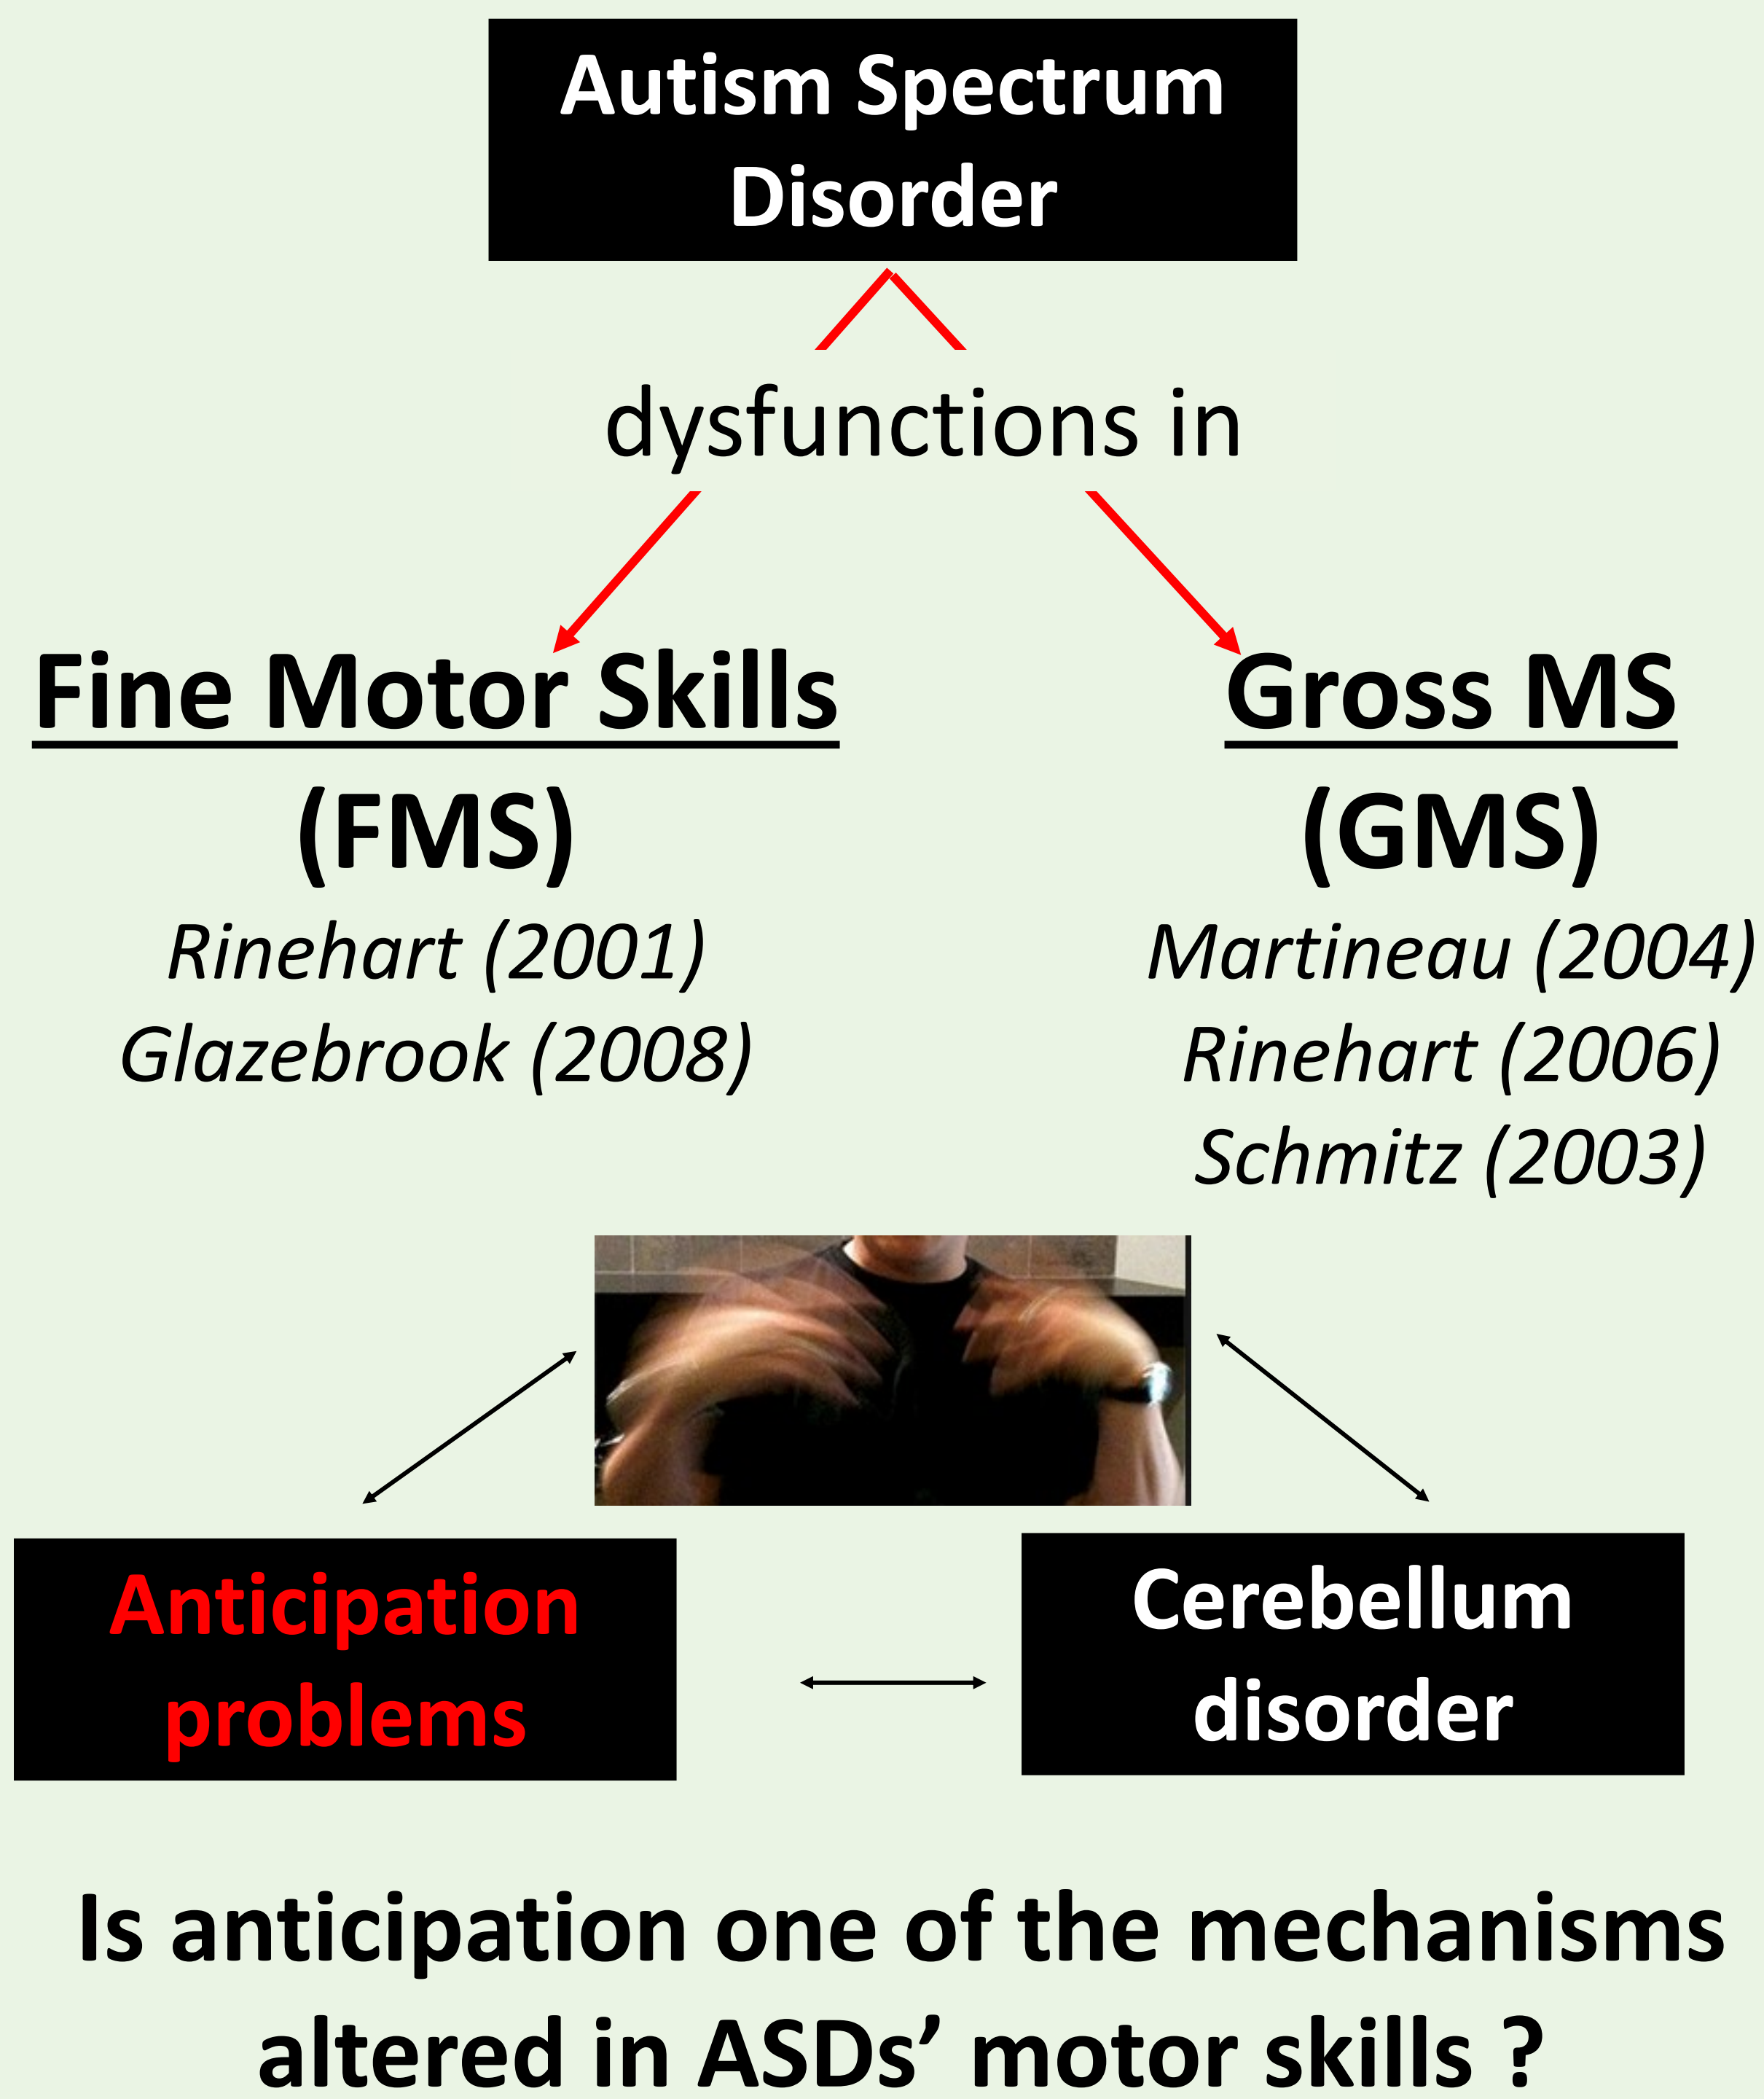 Autism Spectrum
Disorder
dysfunctions in
Fine Motor Skills
(FMS)
Rinehart (2001)
Glazebrook (2008)
Gross MS
(GMS)
Martineau (2004)
Rinehart (2006)
Schmitz (2003)
Anticipation
problems
Cerebellum
disorder
Is anticipation one of the mechanisms
altered in ASDs’ motor skills ?